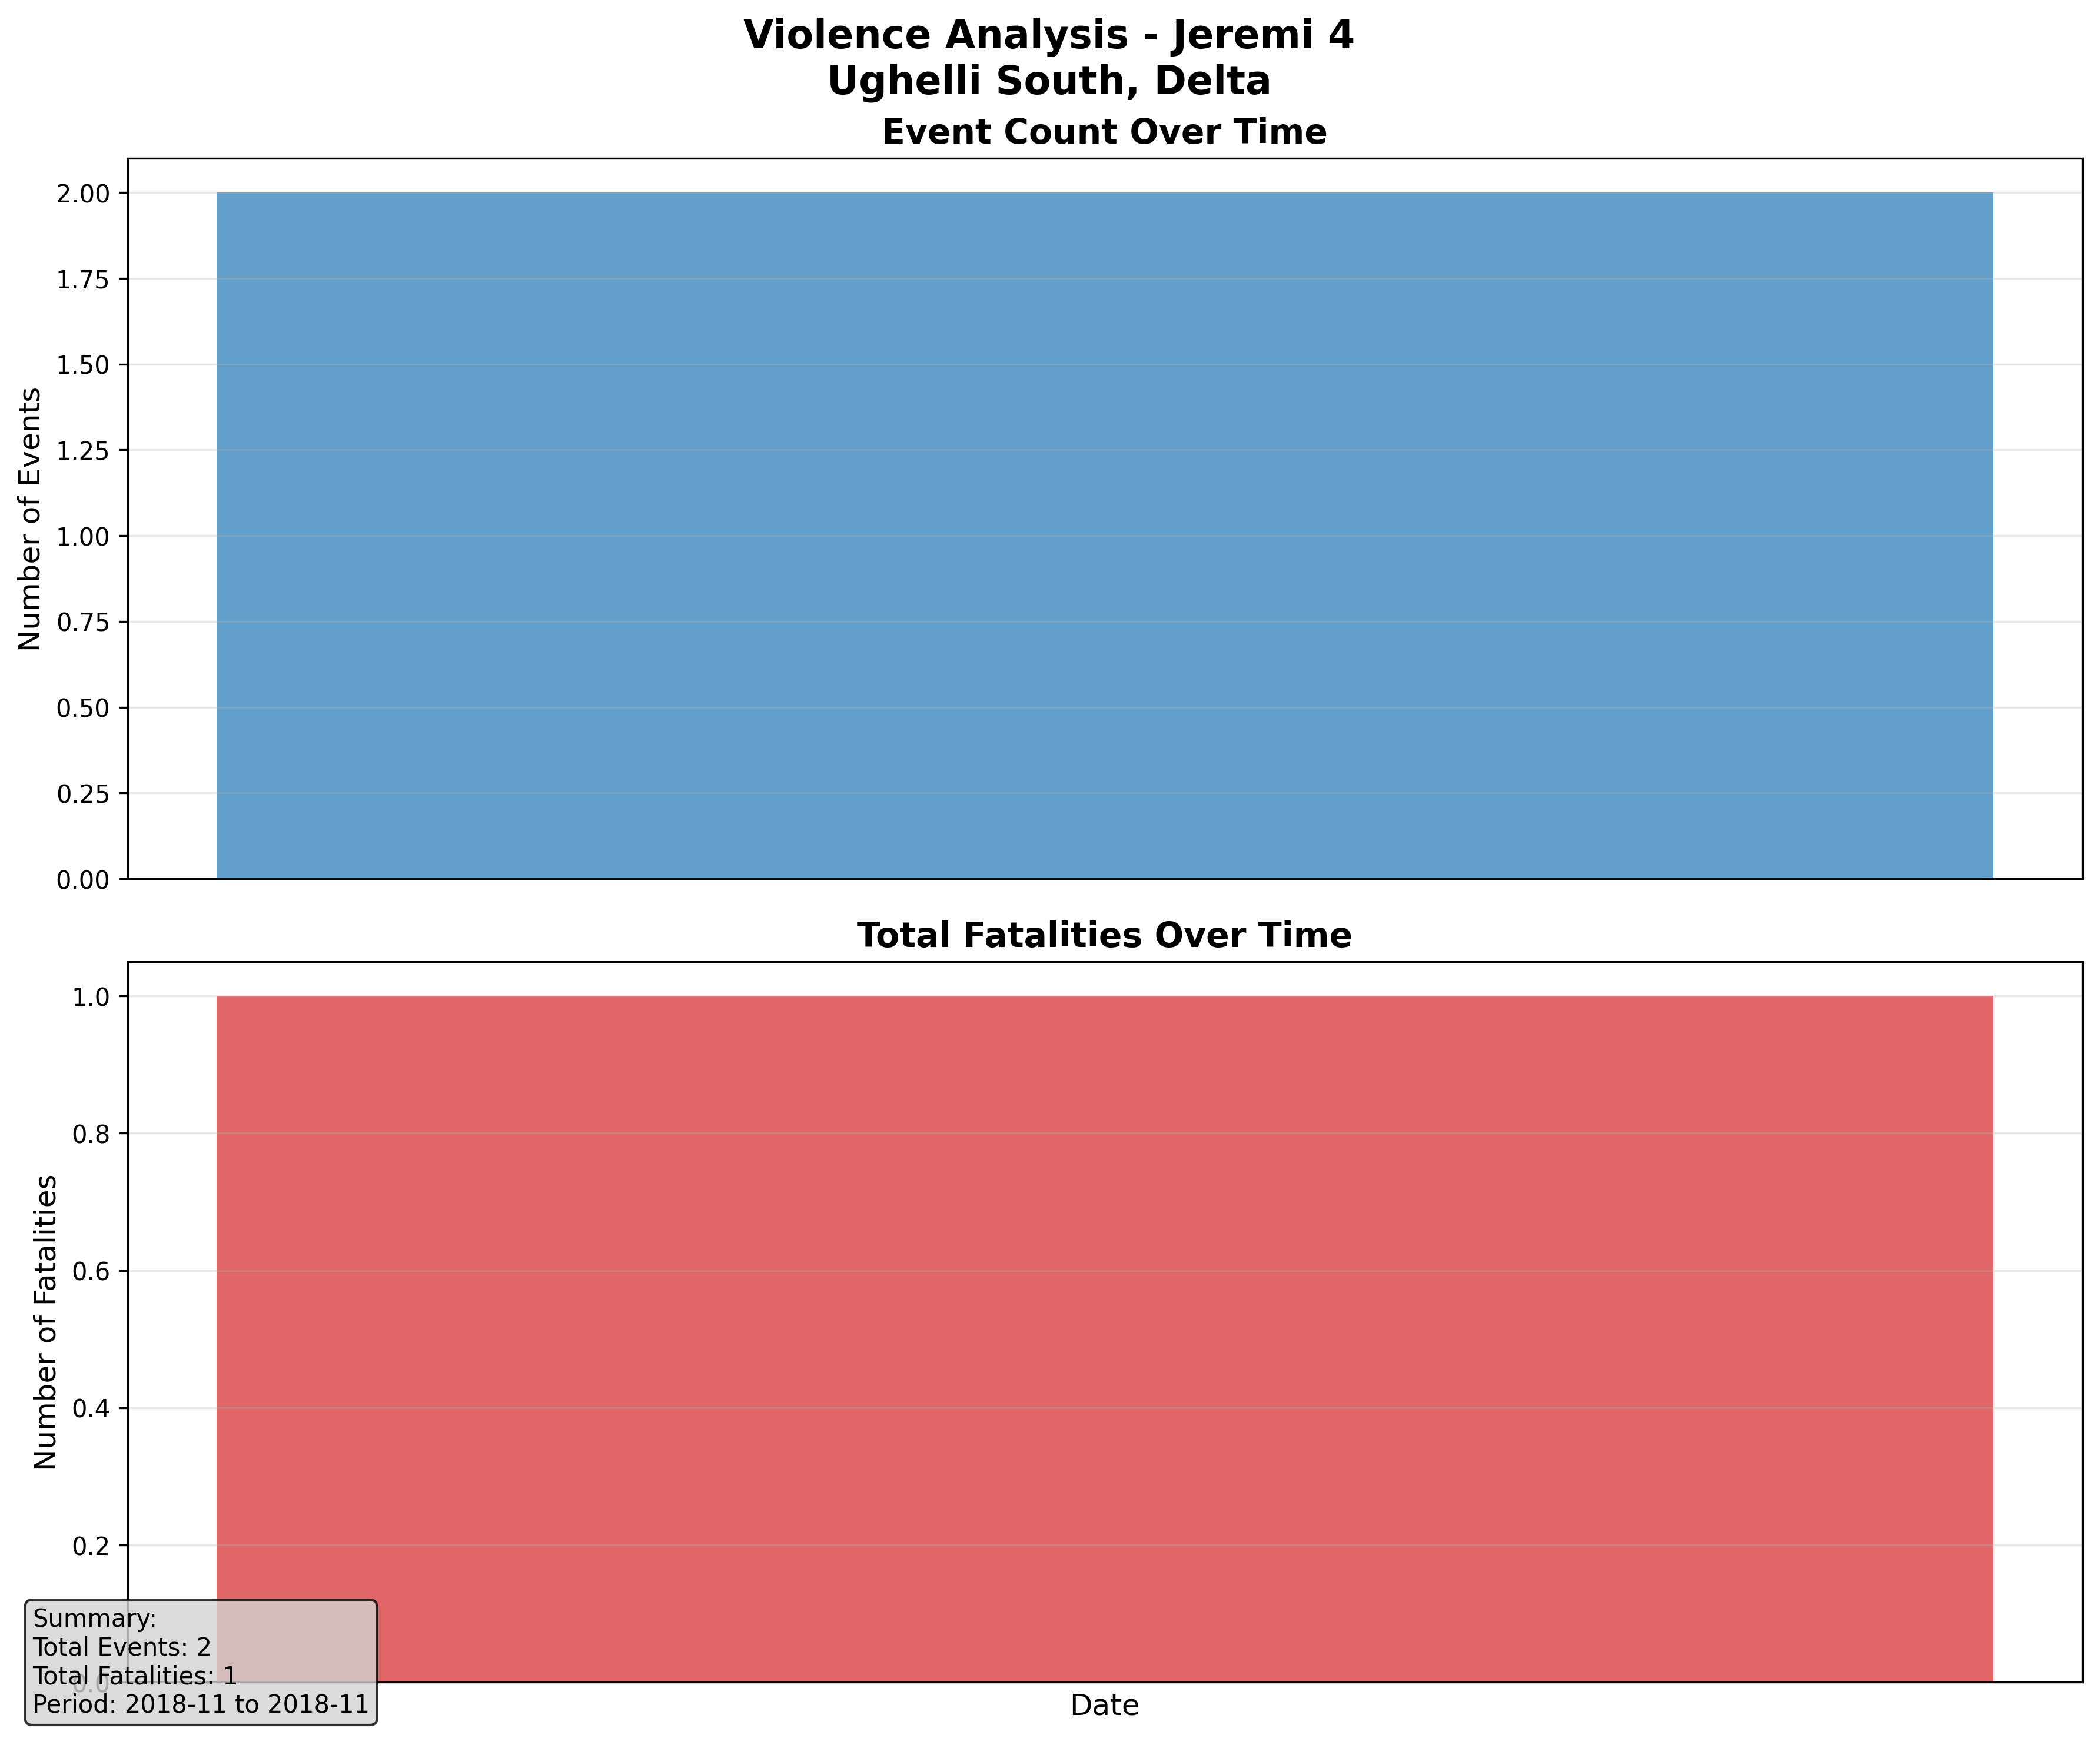 Violence Analysis - Jeremi 4
Ughelli South, Delta
Event Count Over Time
2.00
1.75
1.50
1.25
1.00
0.75
0.50
0.25
0.00
Number of Events
Total Fatalities Over Time
1.0
0.8
0.6
0.4
0.2
0.0
Number of Fatalities
Summary:
Total Events: 2
Total Fatalities: 1
Period: 2018-11 to 2018-11
Date